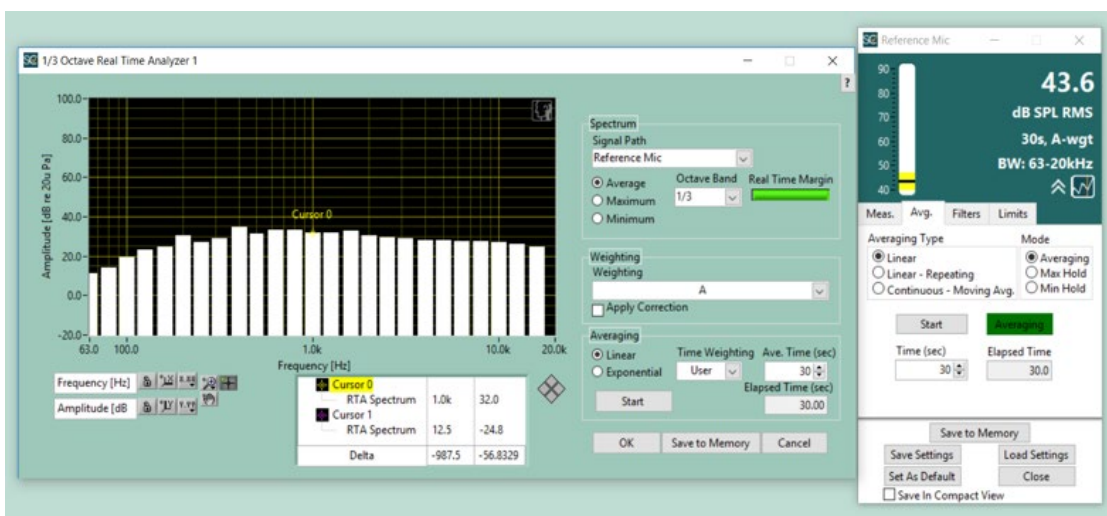 1/3 Octave Real Time Analyzer 1
?
100.0
80.0
60.0
40.0
20.0
0.0
-20.0
Amplitude [dB re 20u Pa]
Cursor 0
63.0 100.0 1.0k 10.0k 20.0k
Frequency [Hz]
Frequency [Hz]
Amplitude [dB
Cursor 0
RTA Spectrum 1.0k 32.0
Cursor 1
RTA Spectrum 12.5 -24.8
Delta -987.5 -56.8329
Spectrum
Signal Path
Reference Mic
Average
Maximum
Minimum
Octave Band
1/3
Real Time Margin
Weighting
Weighting
A
Apply Correction
Averaging
Linear
Exponential
Time Weighting
User
Ave. Time (sec)
30
Elapsed Time (sec)
30.00
Start
OK Save to Memory Cancel
SC Reference Mic
90
80
70
60
50
40
43.6
dB SPL RMS
30s, A-wgt
BW: 63-20kHz
Meas. Avg. Filters Limits
Averaging Type
Linear
Linear - Repeating
Continuous - Moving Avg.
Mode
Averaging
Max Hold
Min Hold
Start Averaging
Time (sec) Elapsed Time
30 30.0
Save to Memory
Save Settings Load Settings
Set As Default Close
Save In Compact View